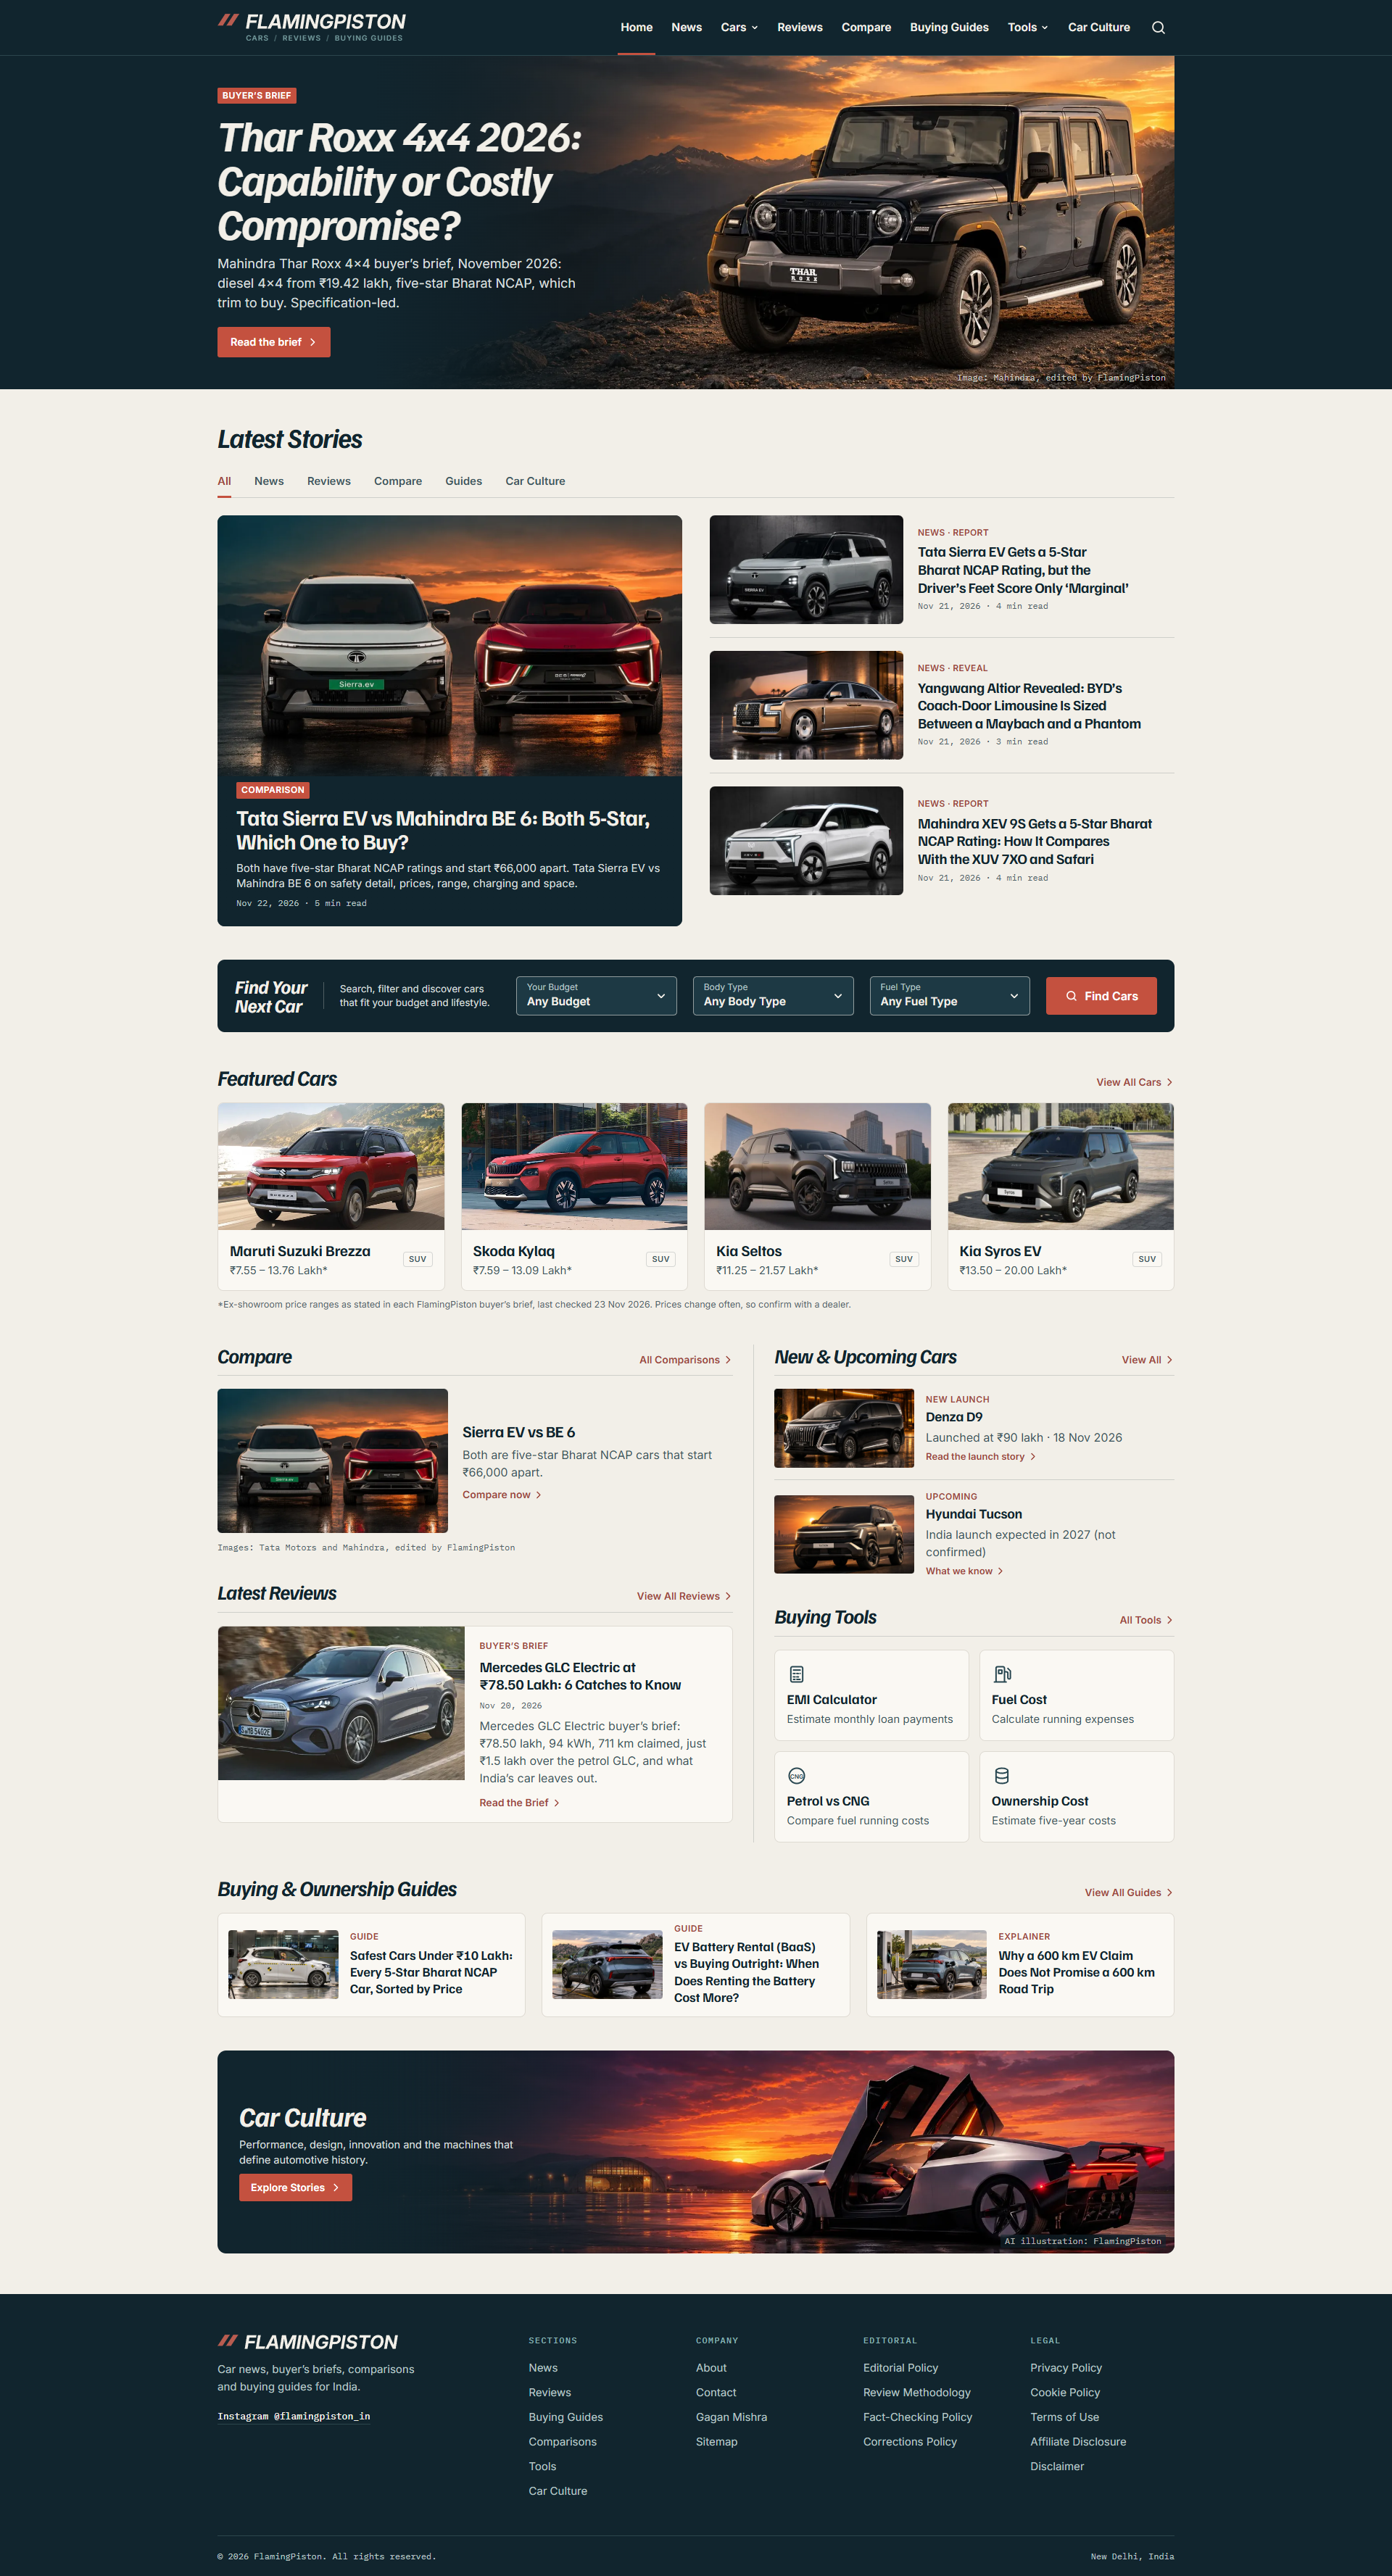 FLAMINGPISTON
CARS / REVIEWS / BUYING GUIDES
Home News Cars Reviews Compare Buying Guides Tools Car Culture
BUYER'S BRIEF
Thar Roxx 4x4 2026:
Capability or Costly
Compromise?
Mahindra Thar Roxx 4×4 buyer's brief, November 2026:
diesel 4×4 from ₹19.42 lakh, five-star Bharat NCAP, which
trim to buy. Specification-led.
Read the brief
THAR
ROXX
Image: Mahindra, edited by FlamingPiston
Latest Stories
All News Reviews Compare Guides Car Culture
Sierra.ev
COMPARISON
Tata Sierra EV vs Mahindra BE 6: Both 5-Star,
Which One to Buy?
Both have five-star Bharat NCAP ratings and start ₹66,000 apart. Tata Sierra EV vs
Mahindra BE 6 on safety detail, prices, range, charging and space.
Nov 22, 2026 · 5 min read
SIERRA EV
NEWS · REPORT
Tata Sierra EV Gets a 5-Star
Bharat NCAP Rating, but the
Driver's Feet Score Only ‘Marginal’
Nov 21, 2026 · 4 min read
NEWS · REVEAL
Yangwang Altior Revealed: BYD's
Coach-Door Limousine Is Sized
Between a Maybach and a Phantom
Nov 21, 2026 · 3 min read
NEWS · REPORT
Mahindra XEV 9S Gets a 5-Star Bharat
NCAP Rating: How It Compares
With the XUV 7XO and Safari
Nov 21, 2026 · 4 min read
Find Your
Next Car
Search, filter and discover cars
that fit your budget and lifestyle.
Your Budget
Any Budget
Body Type
Any Body Type
Fuel Type
Any Fuel Type
Find Cars
Featured Cars
View All Cars
Maruti Suzuki Brezza
₹7.55 – 13.76 Lakh*
SUV
Skoda Kylaq
₹7.59 – 13.09 Lakh*
SUV
Kia Seltos
₹11.25 – 21.57 Lakh*
SUV
Kia Syros EV
₹13.50 – 20.00 Lakh*
SUV
*Ex-showroom price ranges as stated in each FlamingPiston buyer's brief, last checked 23 Nov 2026. Prices change often, so confirm with a dealer.
Compare
All Comparisons
Sierra.ev
Sierra EV vs BE 6
Both are five-star Bharat NCAP cars that start
₹66,000 apart.
Compare now
Images: Tata Motors and Mahindra, edited by FlamingPiston
Latest Reviews
View All Reviews
BUYER'S BRIEF
Mercedes GLC Electric at
₹78.50 Lakh: 6 Catches to Know
Nov 20, 2026
Mercedes GLC Electric buyer's brief:
₹78.50 lakh, 94 kWh, 711 km claimed, just
₹1.5 lakh over the petrol GLC, and what
India's car leaves out.
Read the Brief
New & Upcoming Cars
View All
NEW LAUNCH
Denza D9
Launched at ₹90 lakh · 18 Nov 2026
Read the launch story
UPCOMING
Hyundai Tucson
India launch expected in 2027 (not
confirmed)
What we know
Buying Tools
All Tools
EMI Calculator
Estimate monthly loan payments
Fuel Cost
Calculate running expenses
CNG
Petrol vs CNG
Compare fuel running costs
Ownership Cost
Estimate five-year costs
Buying & Ownership Guides
View All Guides
GUIDE
Safest Cars Under ₹10 Lakh:
Every 5-Star Bharat NCAP
Car, Sorted by Price
GUIDE
EV Battery Rental (BaaS)
vs Buying Outright: When
Does Renting the Battery
Cost More?
EXPLAINER
Why a 600 km EV Claim
Does Not Promise a 600 km
Road Trip
Car Culture
Performance, design, innovation and the machines that
define automotive history.
Explore Stories
AI illustration: FlamingPiston
FLAMINGPISTON
Car news, buyer's briefs, comparisons
and buying guides for India.
Instagram @flamingpiston_in
SECTIONS
News
Reviews
Buying Guides
Comparisons
Tools
Car Culture
COMPANY
About
Contact
Gagan Mishra
Sitemap
EDITORIAL
Editorial Policy
Review Methodology
Fact-Checking Policy
Corrections Policy
LEGAL
Privacy Policy
Cookie Policy
Terms of Use
Affiliate Disclosure
Disclaimer
© 2026 FlamingPiston. All rights reserved.
New Delhi, India